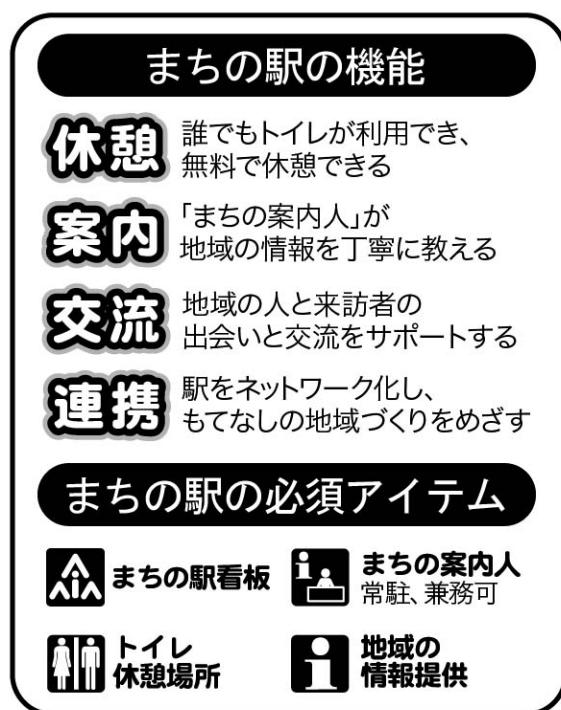 まちの駅の機能
休憩
誰でもトイレが利用でき、
無料で休憩できる
案内
「まちの案内人」が
地域の情報を丁寧に教える
交流
地域の人と来訪者の
出会いと交流をサポートする
連携
駅をネットワーク化し、
もてなしの地域づくりをめざす
まちの駅の必須アイテム
まちの駅看板
まちの案内人
常駐、兼務可
トイレ
休憩場所
地域の
情報提供